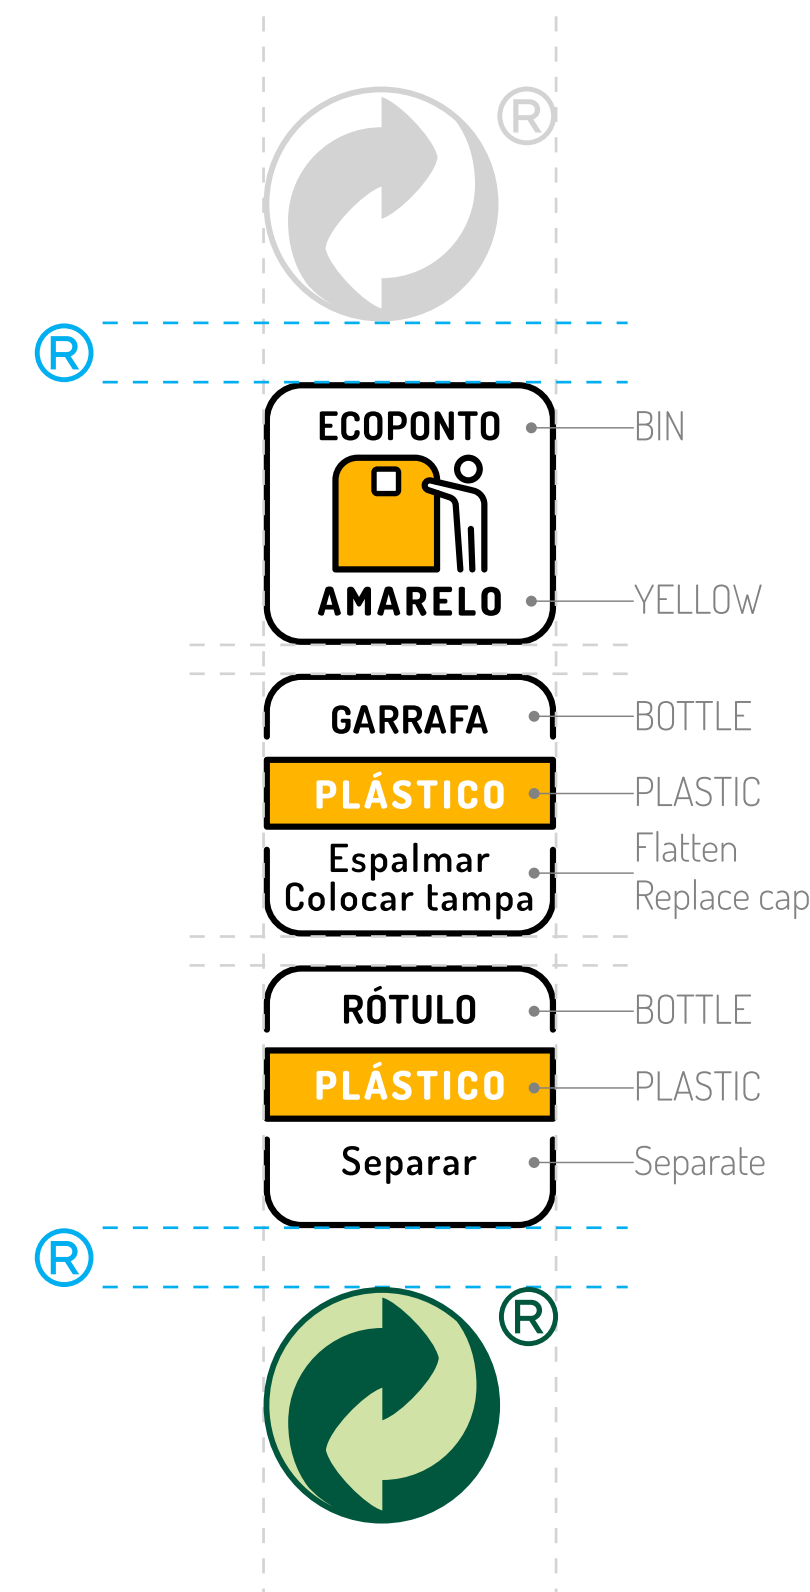 ®
®
ECOPONTO
BIN
AMARELO
YELLOW
GARRAFA
BOTTLE
PLÁSTICO
PLASTIC
Espalmar
Flatten
Colocar tampa
Replace cap
RÓTULO
BOTTLE
PLÁSTICO
PLASTIC
Separar
Separate
®
®